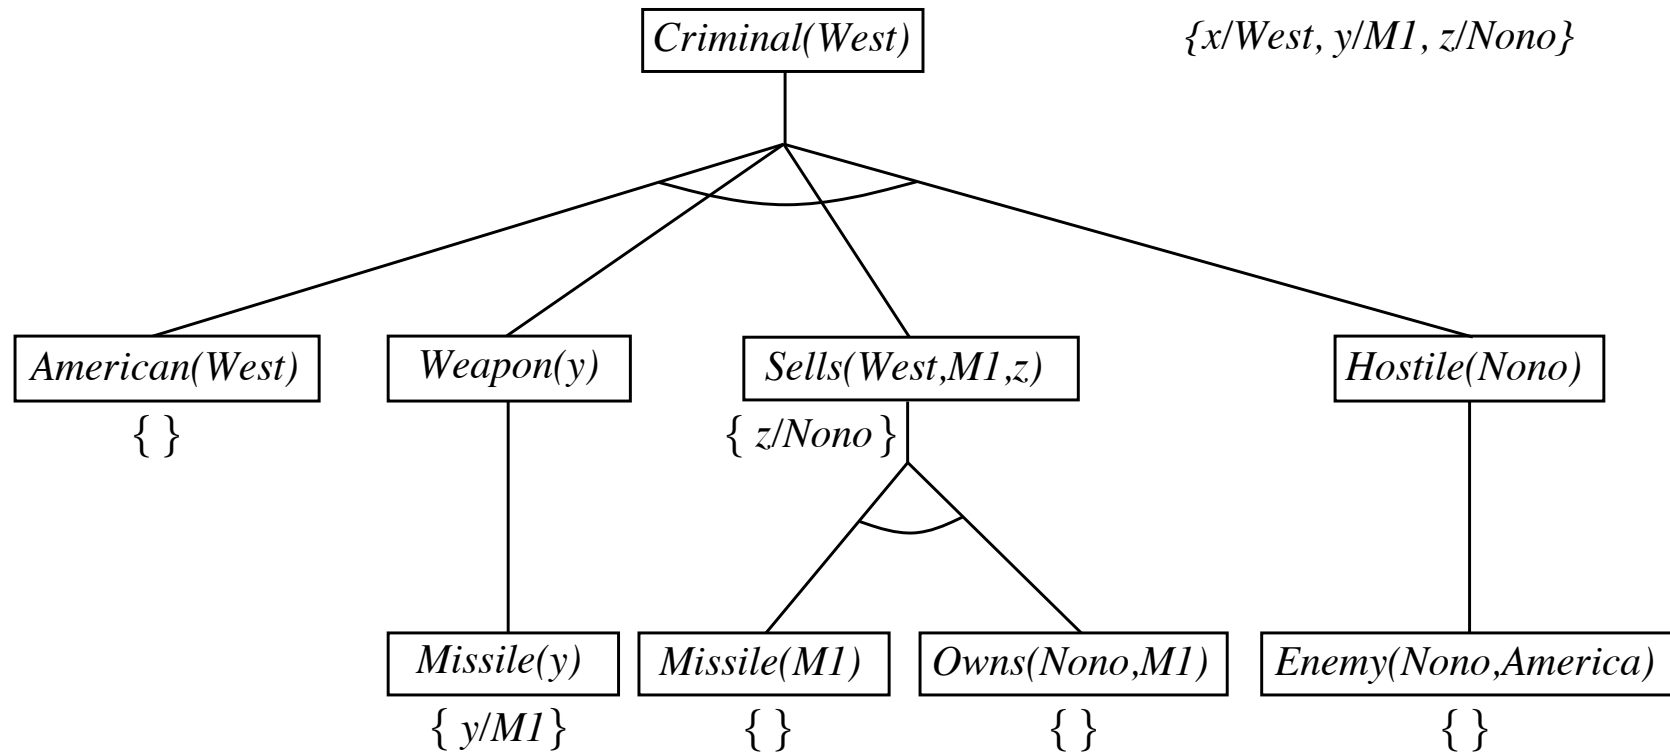 Criminal(West)
{x/West, y/M1, z/Nono}
American(West)
Weapon(y)
Sells(West,M1,z)
Hostile(Nono)
{ }
{ z/Nono }
Missile(y)
Missile(M1)
Owns(Nono,M1)
Enemy(Nono,America)
{ y/M1 }
{ }
{ }
{ }